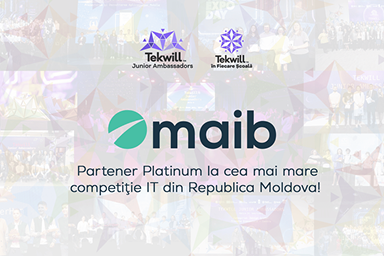 Tekwill
Junior Ambassadors
Tekwill
în Fiecare Școală
maib
Partener Platinum la cea mai mare
competiție IT din Republica Moldova!